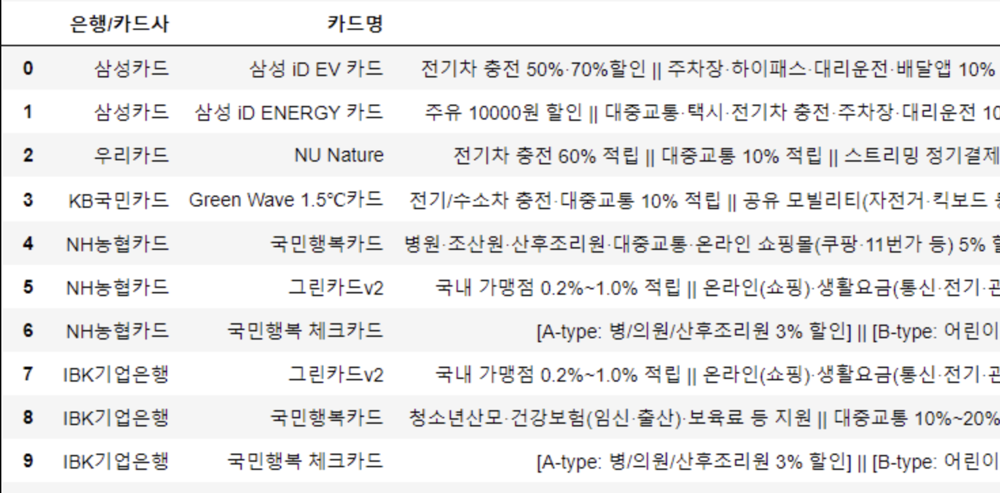 은행/카드사 카드명
0 삼성카드 삼성 iD EV 카드 전기차 충전 50%·70%할인 || 주차장·하이패스·대리운전·배달앱 10%
1 삼성카드 삼성 iD ENERGY 카드 주유 10000원 할인 || 대중교통·택시·전기차 충전·주차장·대리운전 10
2 우리카드 NU Nature 전기차 충전 60% 적립 || 대중교통 10% 적립 || 스트리밍 정기결제
3 KB국민카드 Green Wave 1.5℃카드 전기/수소차 충전·대중교통 10% 적립 || 공유 모빌리티(자전거·킥보드
4 NH농협카드 국민행복카드 병원·조산원·산후조리원·대중교통·온라인 쇼핑몰(쿠팡·11번가 등) 5%
5 NH농협카드 그린카드v2 국내 가맹점 0.2%~1.0% 적립 || 온라인(쇼핑)·생활요금(통신·전기·관
6 NH농협카드 국민행복 체크카드 [A-type: 병/의원/산후조리원 3% 할인] || [B-type: 어린이
7 IBK기업은행 그린카드v2 국내 가맹점 0.2%~1.0% 적립 || 온라인(쇼핑)·생활요금(통신·전기·관
8 IBK기업은행 국민행복카드 청소년산모·건강보험(임신·출산)·보육료 등 지원 || 대중교통 10%~20%
9 IBK기업은행 국민행복 체크카드 [A-type: 병/의원/산후조리원 3% 할인] || [B-type: 어린이